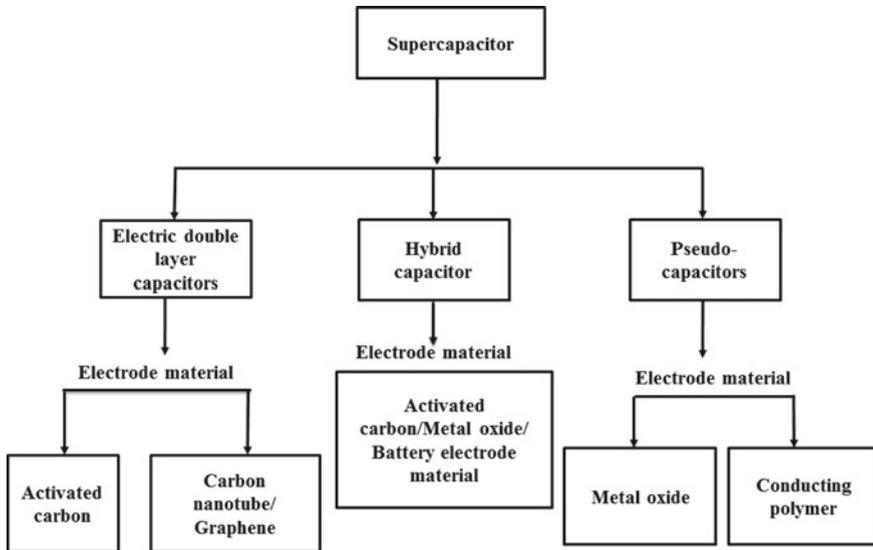 Supercapacitor
Electric double
layer
capacitors
Hybrid
capacitor
Pseudo-
capacitors
Electrode material
Electrode material
Electrode material
Activated
carbon
Carbon
nanotube/
Graphene
Activated
carbon/Metal oxide/
Battery electrode
material
Metal oxide
Conducting
polymer